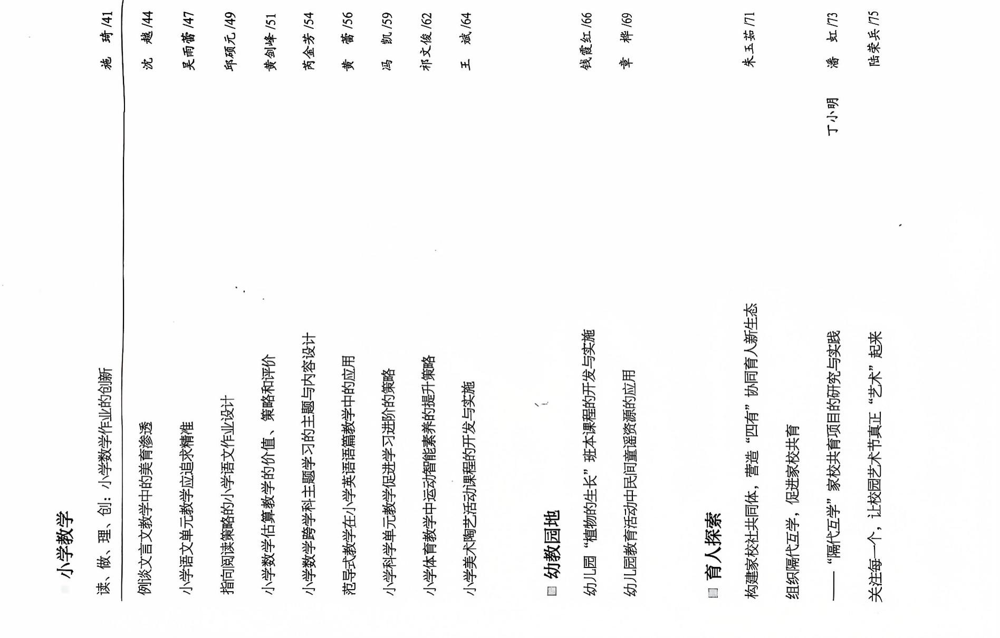 小学教学
读、做、理、创：小学数学作业的创新 施 琦 /41
例谈文言文教学中的美育渗透 沈 越 /44
小学语文单元教学应追求精准 吴雨蕾 /47
指向阅读策略的小学语文作业设计 邱硕元 /49
小学数学估算教学的价值、策略和评价 黄剑峰 /51
小学数学跨学科主题学习的主题与内容设计 芮金芳 /54
范导式教学在小学英语语篇教学中的应用 黄 蕾 /56
小学科学单元教学促进学习进阶的策略 冯 凯 /59
小学体育教学中运动智能素养的提升策略 祁文俊 /62
小学美术陶艺活动课程的开发与实施 王 斌 /64
幼教园地
幼儿园“植物的生长”班本课程的开发与实施 钱霞红 /66
幼儿园教育活动中民间童谣资源的应用 章 桦 /69
育人探索
构建家校社共同体，营造“四有”协同育人新生态 朱玉茹 /71
组织隔代互学，促进家校共育
——“隔代互学”家校共育项目的研究与实践 丁小明 潘 虹 /73
关注每一个，让校园艺术节真正“艺术”起来 陆荣兵 /75